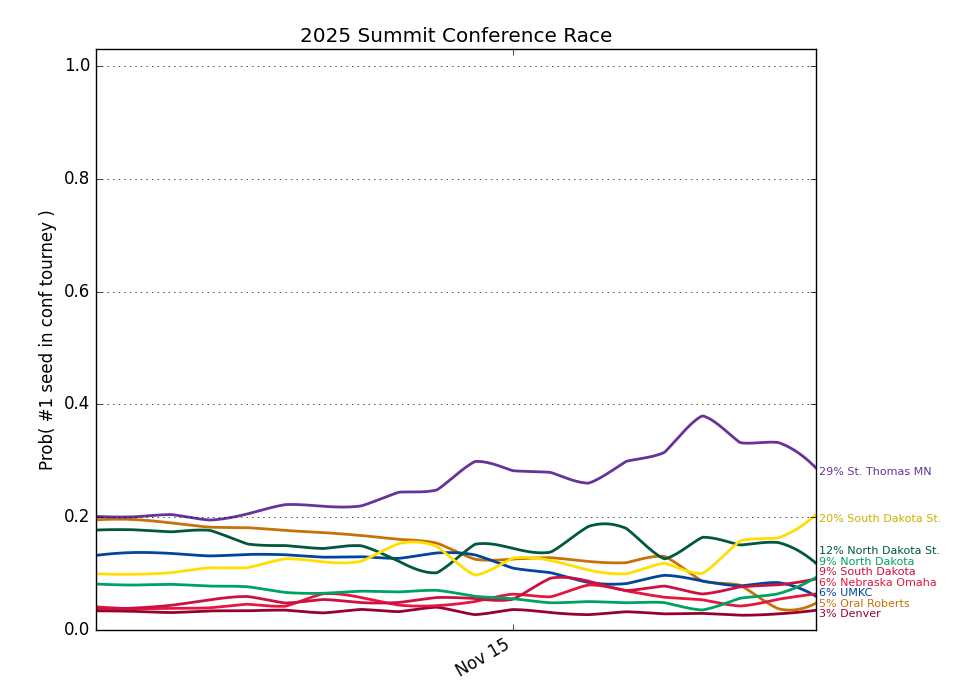 2025 Summit Conference Race
Prob( #1 seed in conf tourney )
1.0
0.8
0.6
0.4
0.2
0.0
Nov 15
29% St. Thomas MN
20% South Dakota St.
12% North Dakota St.
9% North Dakota
9% South Dakota
6% Nebraska Omaha
6% UMKC
5% Oral Roberts
3% Denver